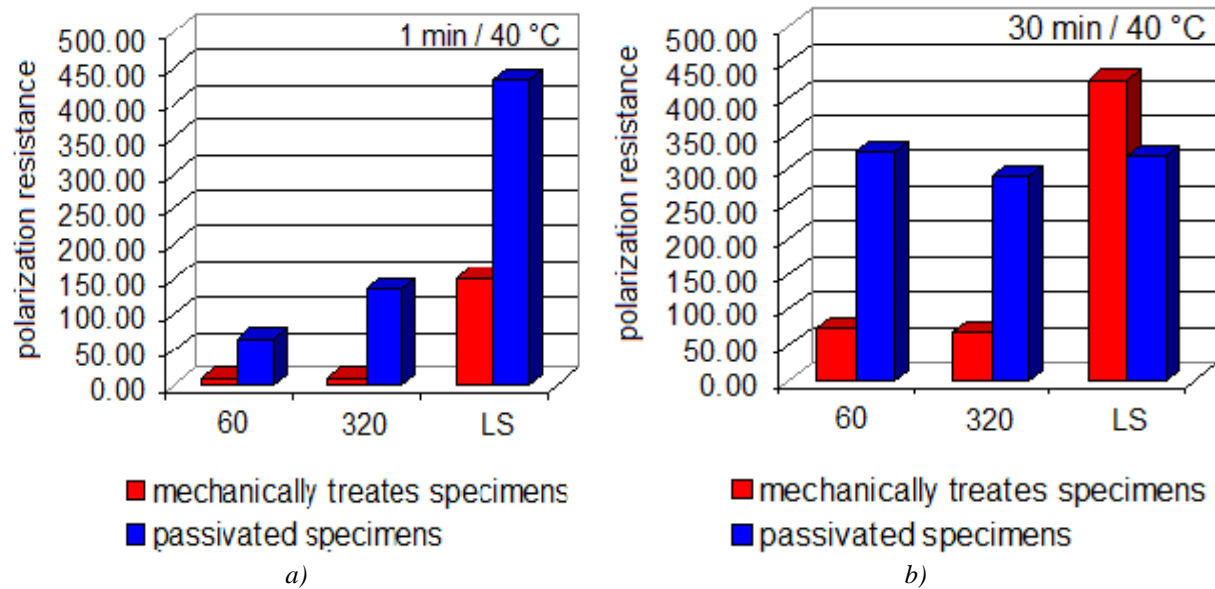 1 min / 40 °C
polarization resistance
500.00
450.00
400.00
350.00
300.00
250.00
200.00
150.00
100.00
50.00
0.00
60 320 LS
mechanically treates specimens
passivated specimens
a)
30 min / 40 °C
polarization resistance
500.00
450.00
400.00
350.00
300.00
250.00
200.00
150.00
100.00
50.00
0.00
60 320 LS
mechanically treates specimens
passivated specimens
b)